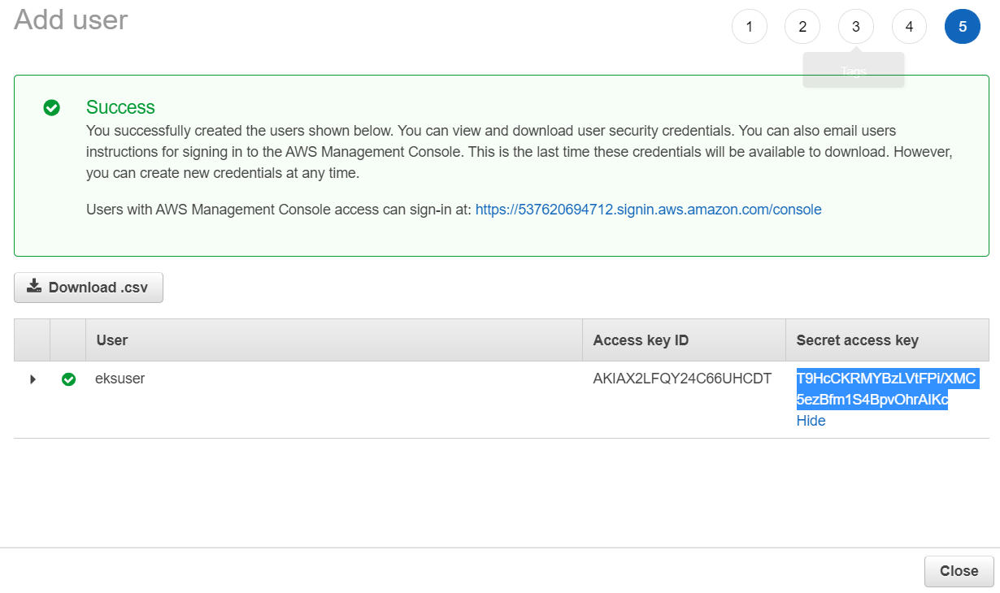 Add user
1 2 3 4 5
Tags
Success
You successfully created the users shown below. You can view and download user security credentials. You can also email users
instructions for signing in to the AWS Management Console. This is the last time these credentials will be available to download. However,
you can create new credentials at any time.
Users with AWS Management Console access can sign-in at: https://537620694712.signin.aws.amazon.com/console
Download .csv
User Access key ID Secret access key
eksuser AKIAX2LFQY24C66UHCDT T9HcCKRMYBzLVtFPi/XMC
5ezBfm1S4BpvOhrAIKc
Hide
Close